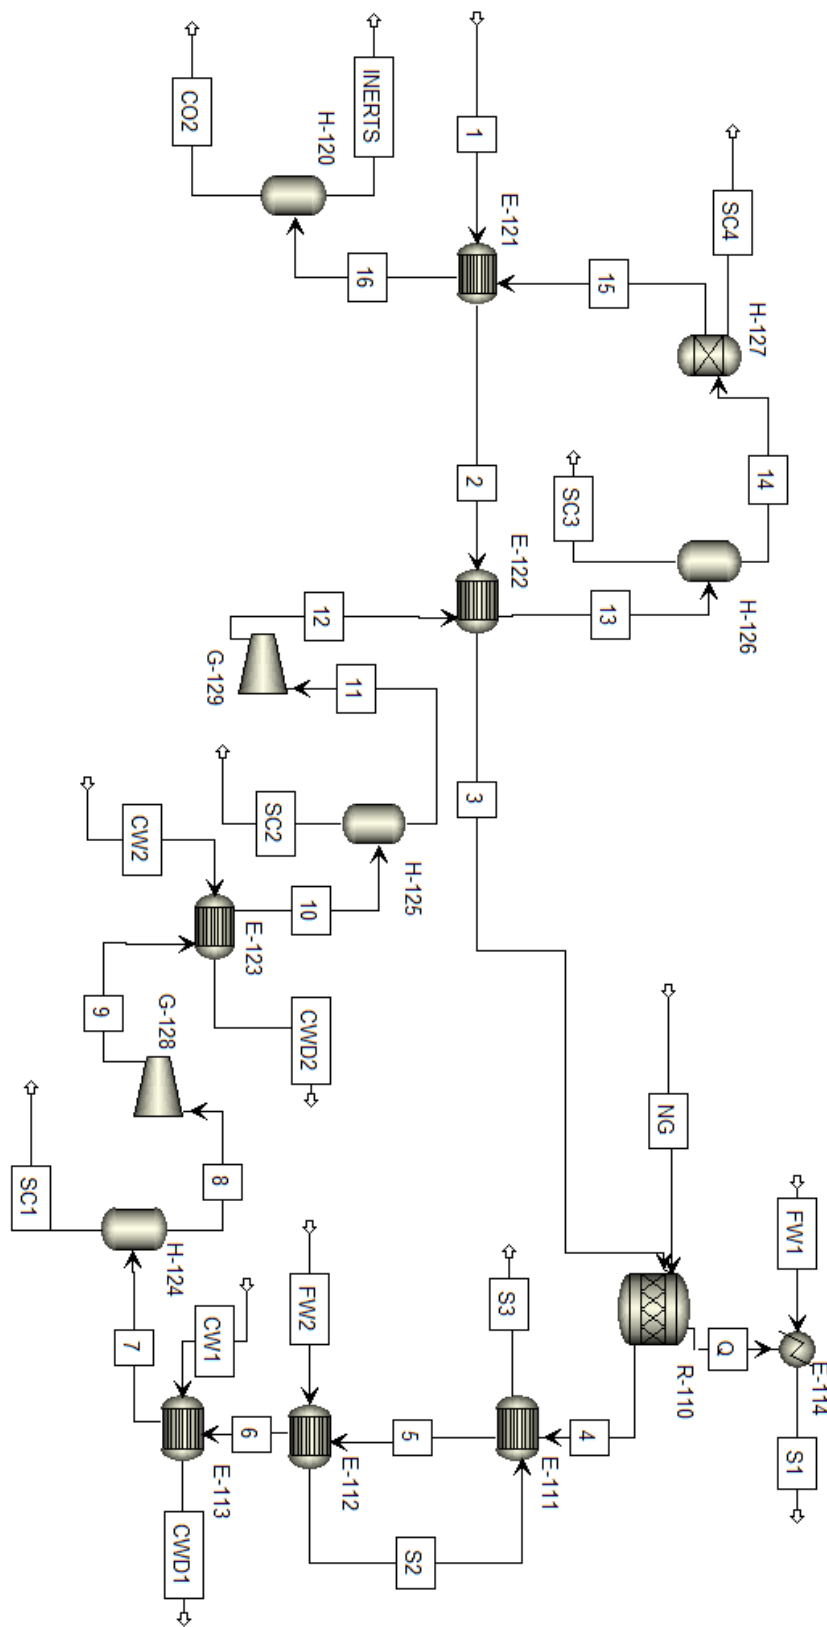 E-114
FW1
S1
14
H-127
H-126
SC4
Q
R-110
NG
15
13
4
SC3
E-111
E-122
E-121
S3
1
2
3
S2
5
H-125
INERTS
16
11
E-112
H-120
12
10
CWD2
FW2
SC2
E-123
6
8
E-113
G-129
CW1
CO2
CWD1
H-124
G-128
CW2
7
9
SC1